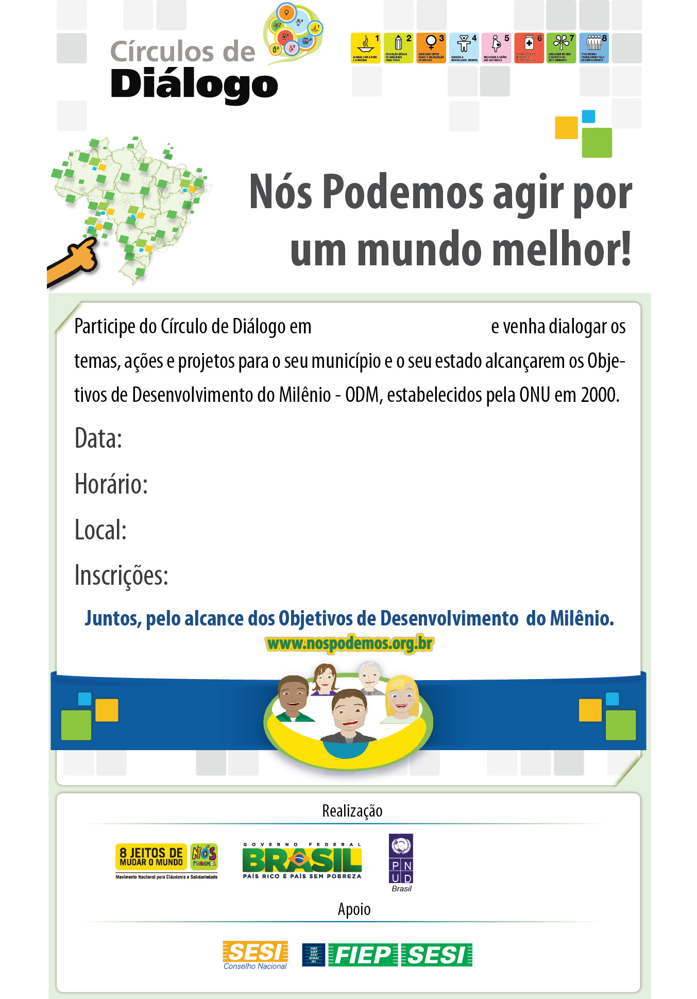 Círculos de
Diálogo
1
ACABAR COM A FOME
E A MISÉRIA
2
EDUCAÇÃO BÁSICA
DE QUALIDADE
PARA TODOS
3
IGUALDADE ENTRE
SEXOS E VALORIZAÇÃO
DA MULHER
4
REDUZIR A
MORTALIDADE INFANTIL
5
MELHORAR A SAÚDE
DAS GESTANTES
6
7
QUALIDADE DE VIDA
E RESPEITO AO
MEIO AMBIENTE
8
TODO MUNDO
TRABALHANDO PELO
DESENVOLVIMENTO
Nós Podemos agir por
um mundo melhor!
Participe do Círculo de Diálogo em e venha dialogar os
temas, ações e projetos para o seu município e o seu estado alcançarem os Obje-
tivos de Desenvolvimento do Milênio - ODM, estabelecidos pela ONU em 2000.
Data:
Horário:
Local:
Inscrições:
Juntos, pelo alcance dos Objetivos de Desenvolvimento do Milênio.
www.nospodemos.org.br
Realização
8 JEITOS DE
MUDAR O MUNDO
NÓS
PODEMOS
Movimento Nacional pela Cidadania e Solidariedade
GOVERNO FEDERAL
BRASIL
PAÍS RICO É PAÍS SEM POBREZA
P N
U D
Brasil
Apoio
SESI
Conselho Nacional
FIEP
CIEP
SESI
SENAI
IEL
FIEP SESI